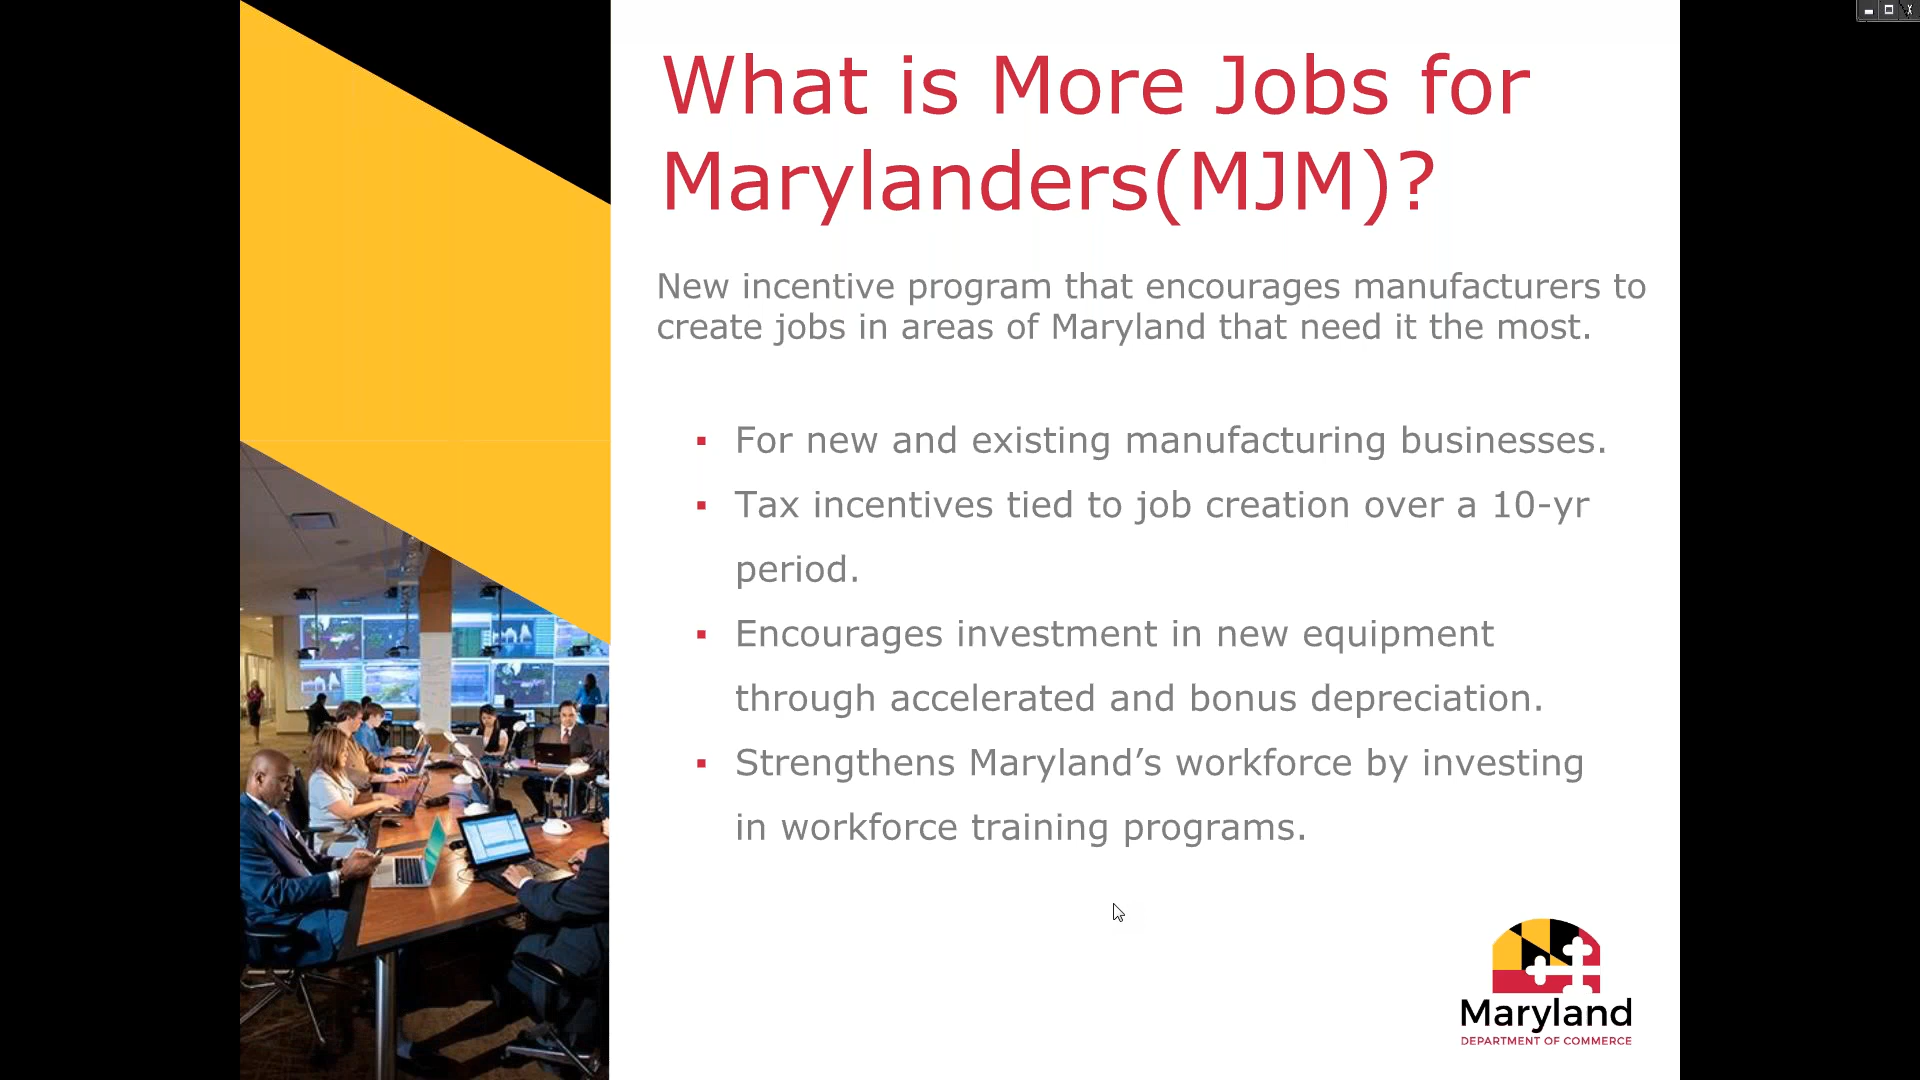 What is More Jobs for
Marylanders(MJM)?
New incentive program that encourages manufacturers to
create jobs in areas of Maryland that need it the most.
▪ For new and existing manufacturing businesses.
▪ Tax incentives tied to job creation over a 10-yr
period.
▪ Encourages investment in new equipment
through accelerated and bonus depreciation.
▪ Strengthens Maryland’s workforce by investing
in workforce training programs.
Maryland
DEPARTMENT OF COMMERCE